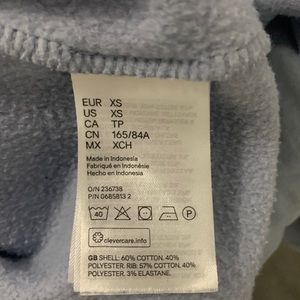 EUR XS
US XS
CA TP
CN 165/84A
MX XCH
Made in Indonesia
Fabriqué en Indonésie
Hecho en Indonesia
O/N 236738
P/N 0685813 2
40
clevercare.info
GB SHELL: 60% COTTON, 40%
POLYESTER. RIB: 57% COTTON, 40%
POLYESTER, 3% ELASTANE.